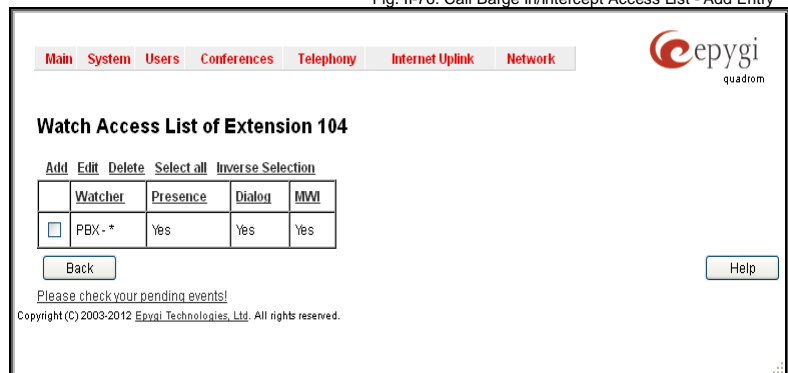 Fig. II-76: Call Barge In/Intercept Access List - Add Entry
Main System Users Conferences Telephony Internet Uplink Network
epygi
quadrom
Watch Access List of Extension 104
Add Edit Delete Select all Inverse Selection
Watcher Presence Dialog MWI
PBX - * Yes Yes Yes
Back
Help
Please check your pending events!
Copyright (C) 2003-2012 Epygi Technologies, Ltd. All rights reserved.